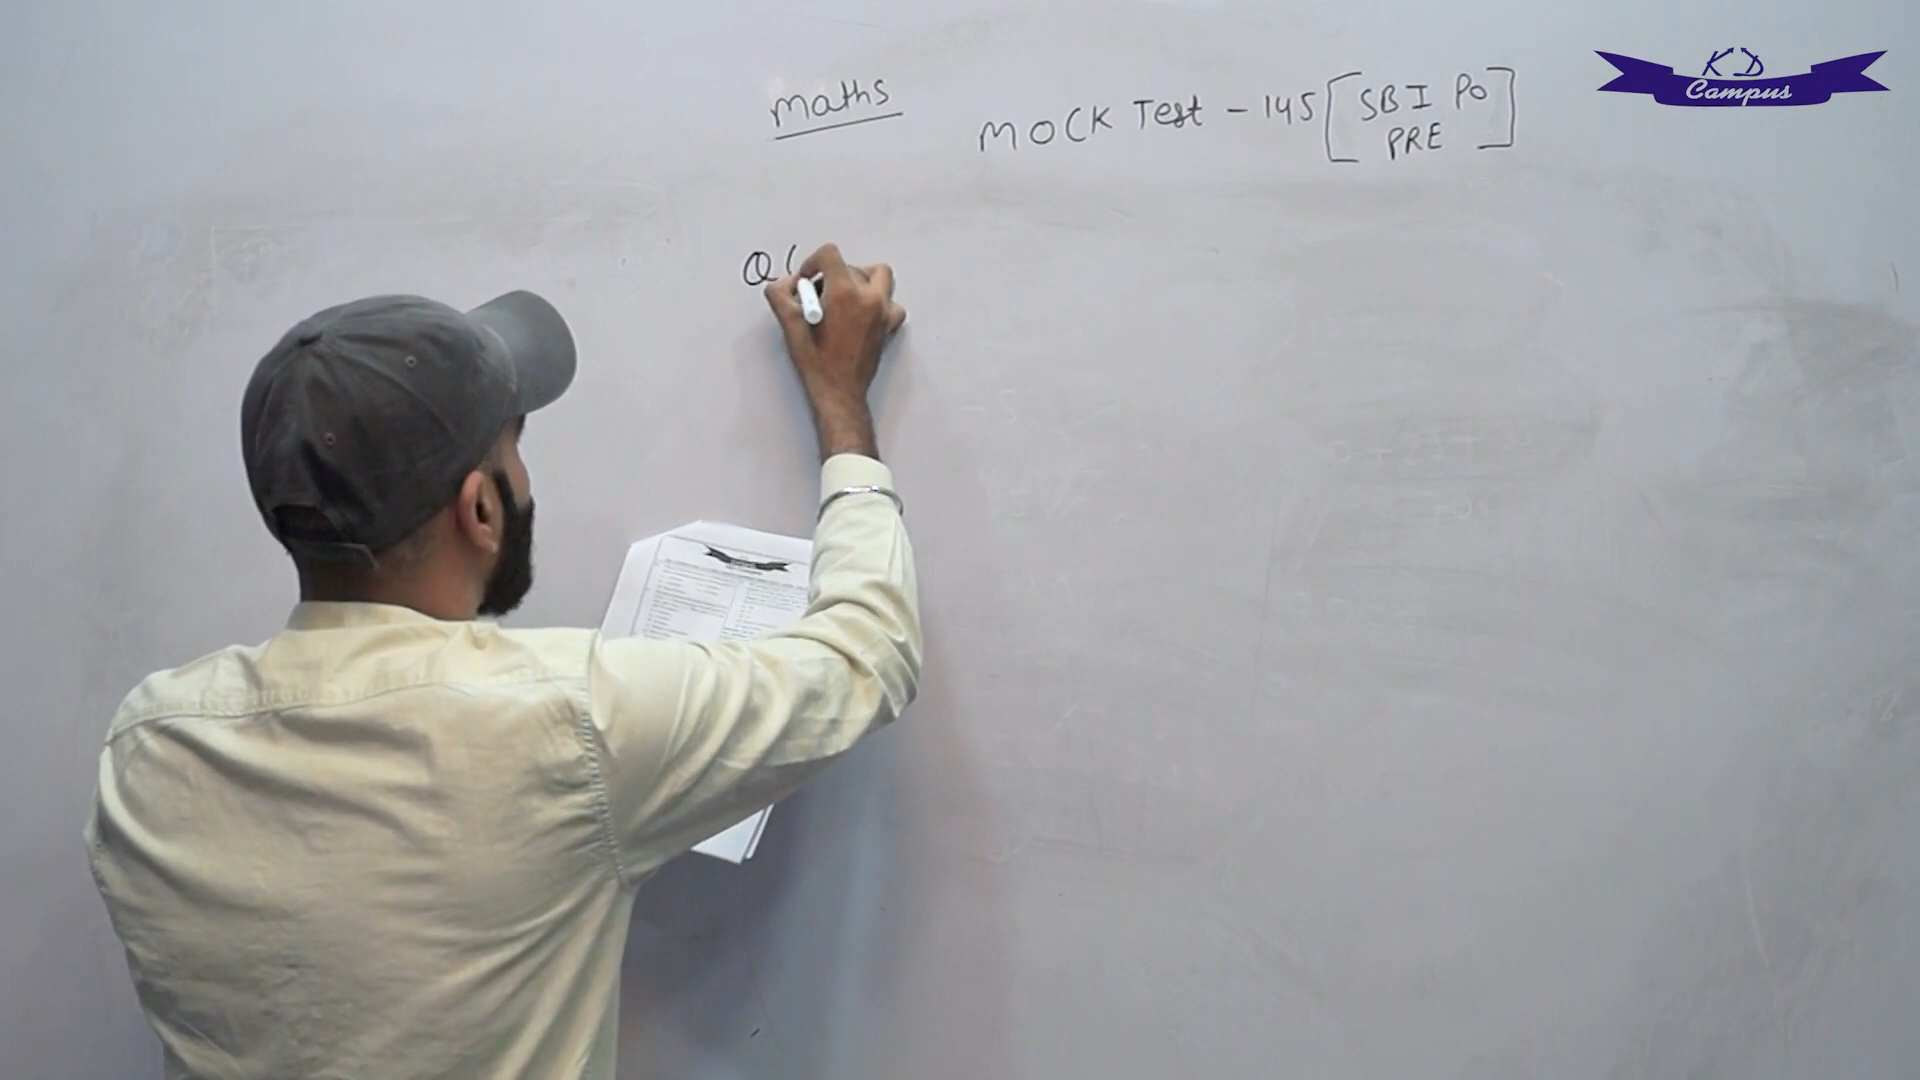 maths
MOCK Test - 145 [SBI PO
PRE]
Q(
KD
Campus